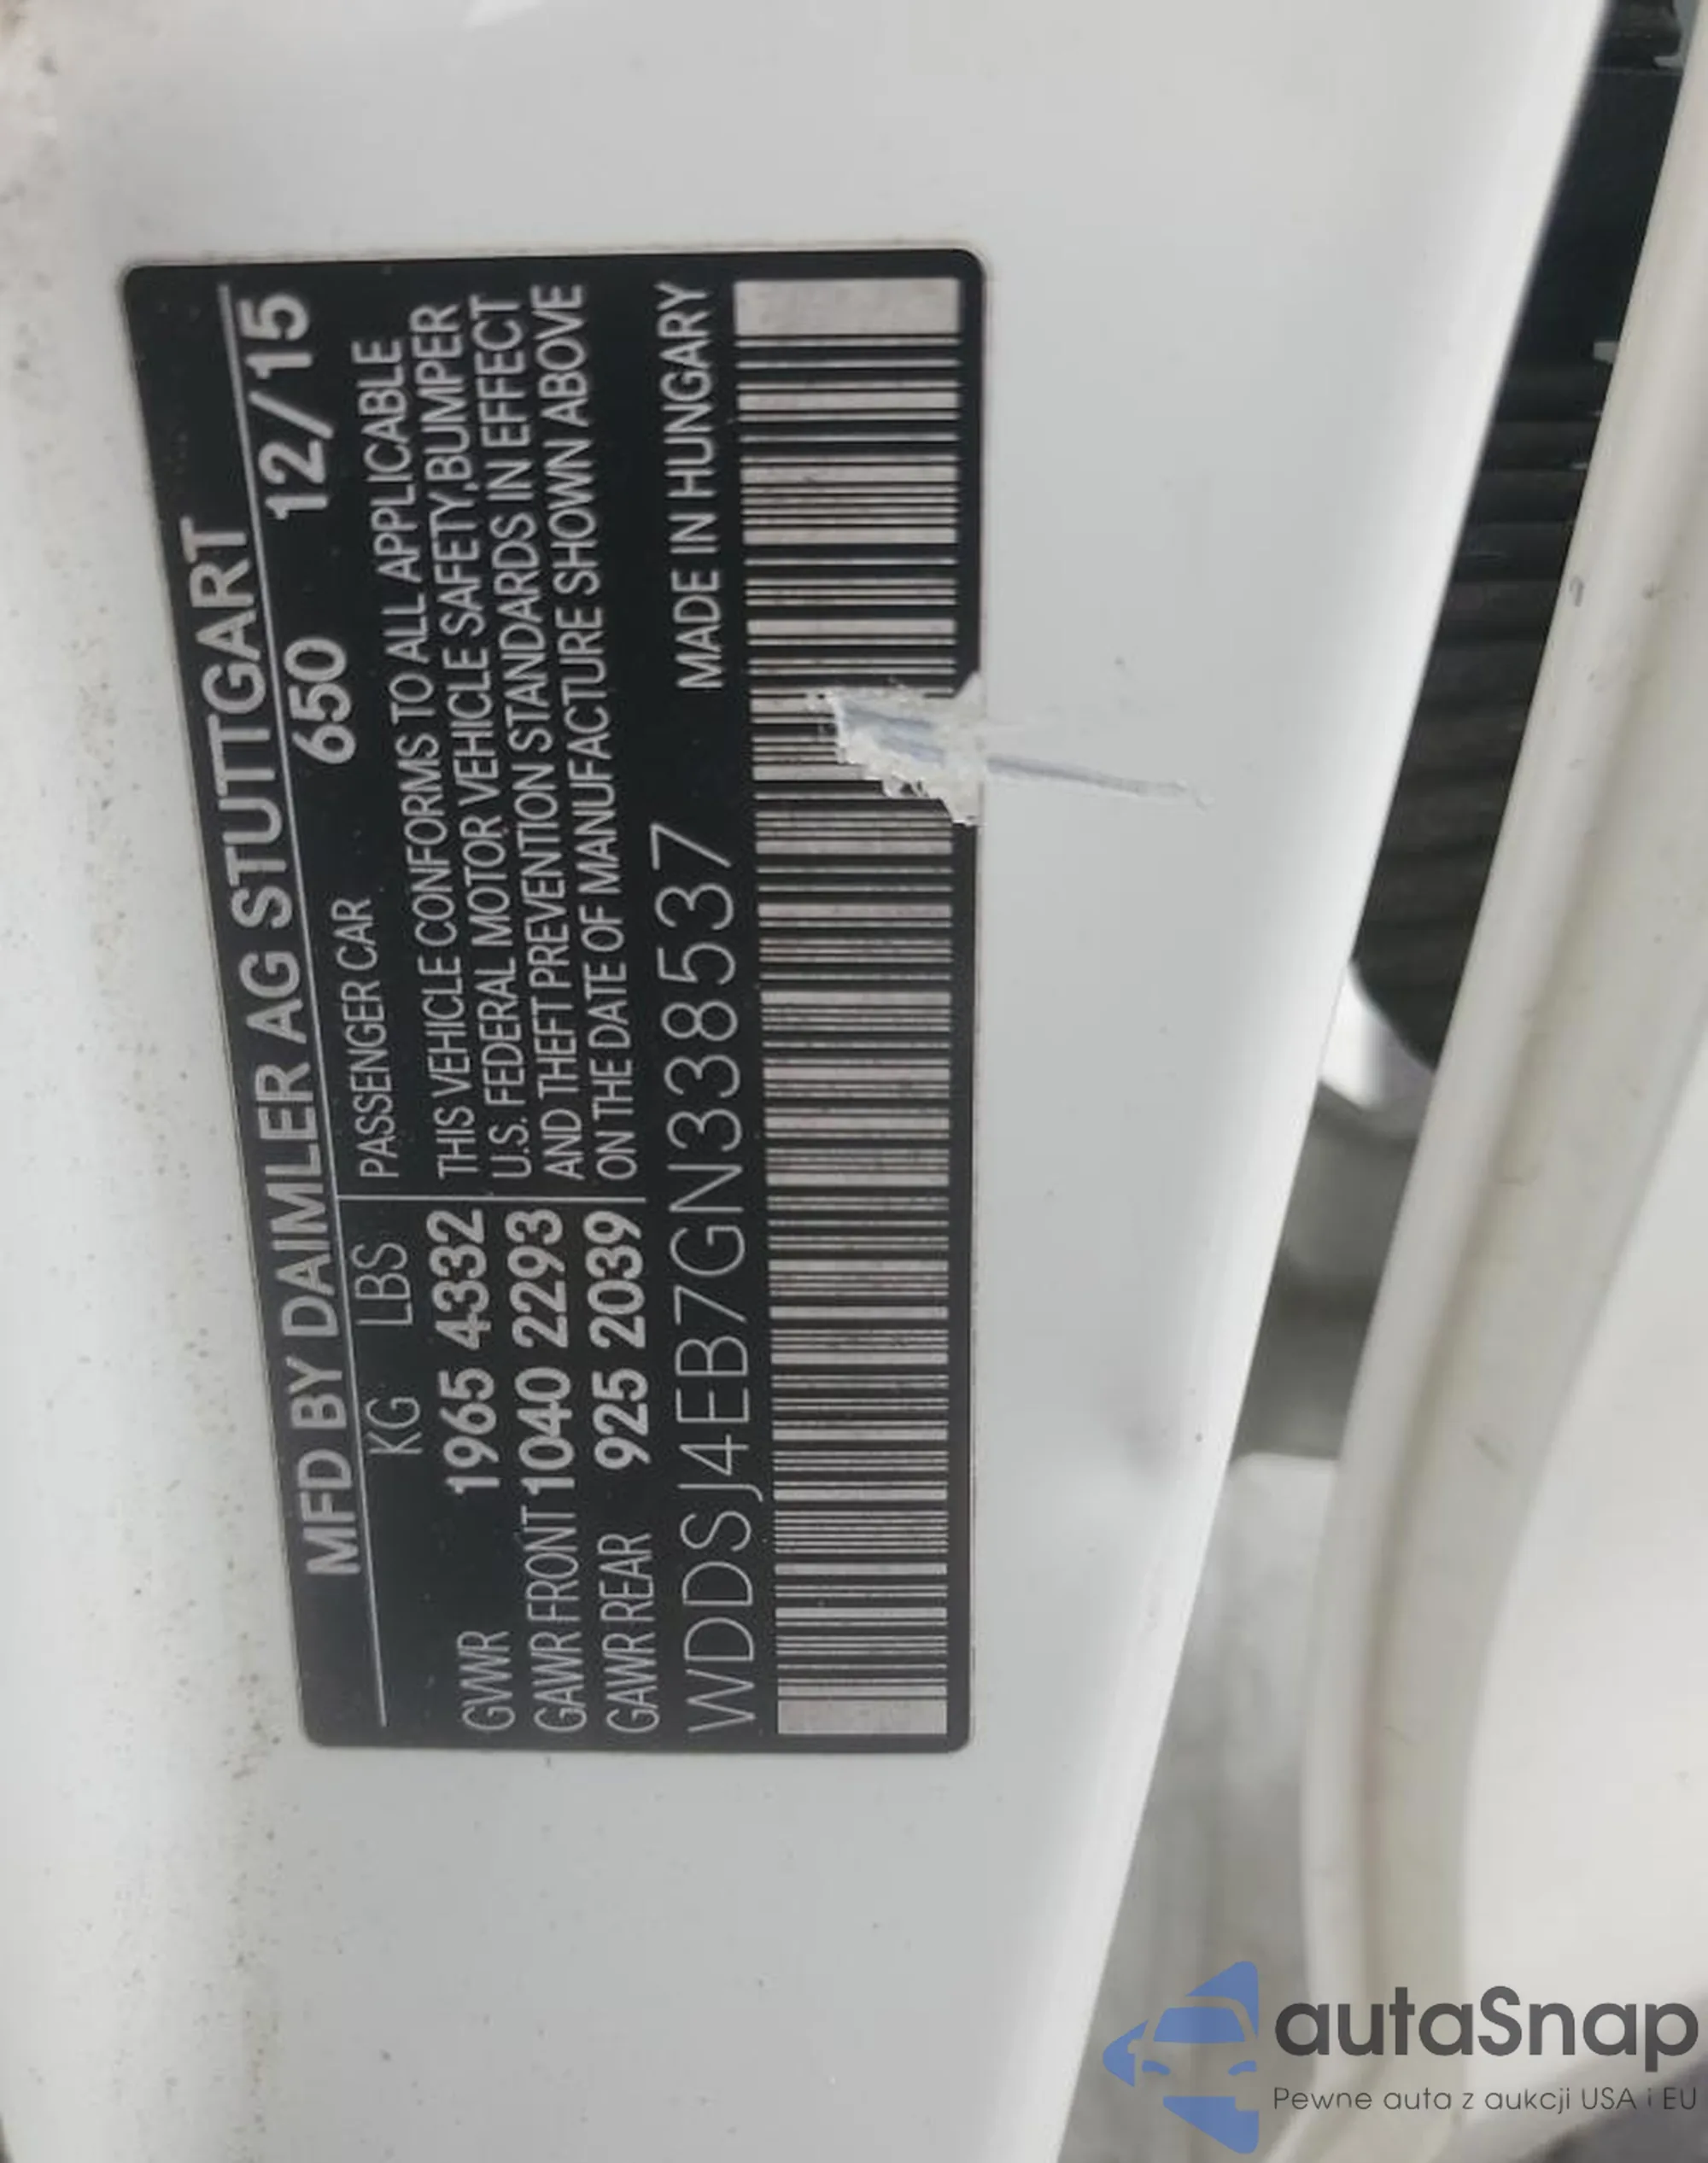 MFD BY DAIMLER AG STUTTGART
KG LBS PASSENGER CAR 650 12/15
GVWR 1965 4332 THIS VEHICLE CONFORMS TO ALL APPLICABLE
GAWR FRONT 1040 2293 U.S. FEDERAL MOTOR VEHICLE SAFETY, BUMPER
GAWR REAR 925 2039 AND THEFT PREVENTION STANDARDS IN EFFECT
ON THE DATE OF MANUFACTURE SHOWN ABOVE
WDDSJ4EB7GN338537 MADE IN HUNGARY
autaSnap
Pewne auta z aukcji USA i EU